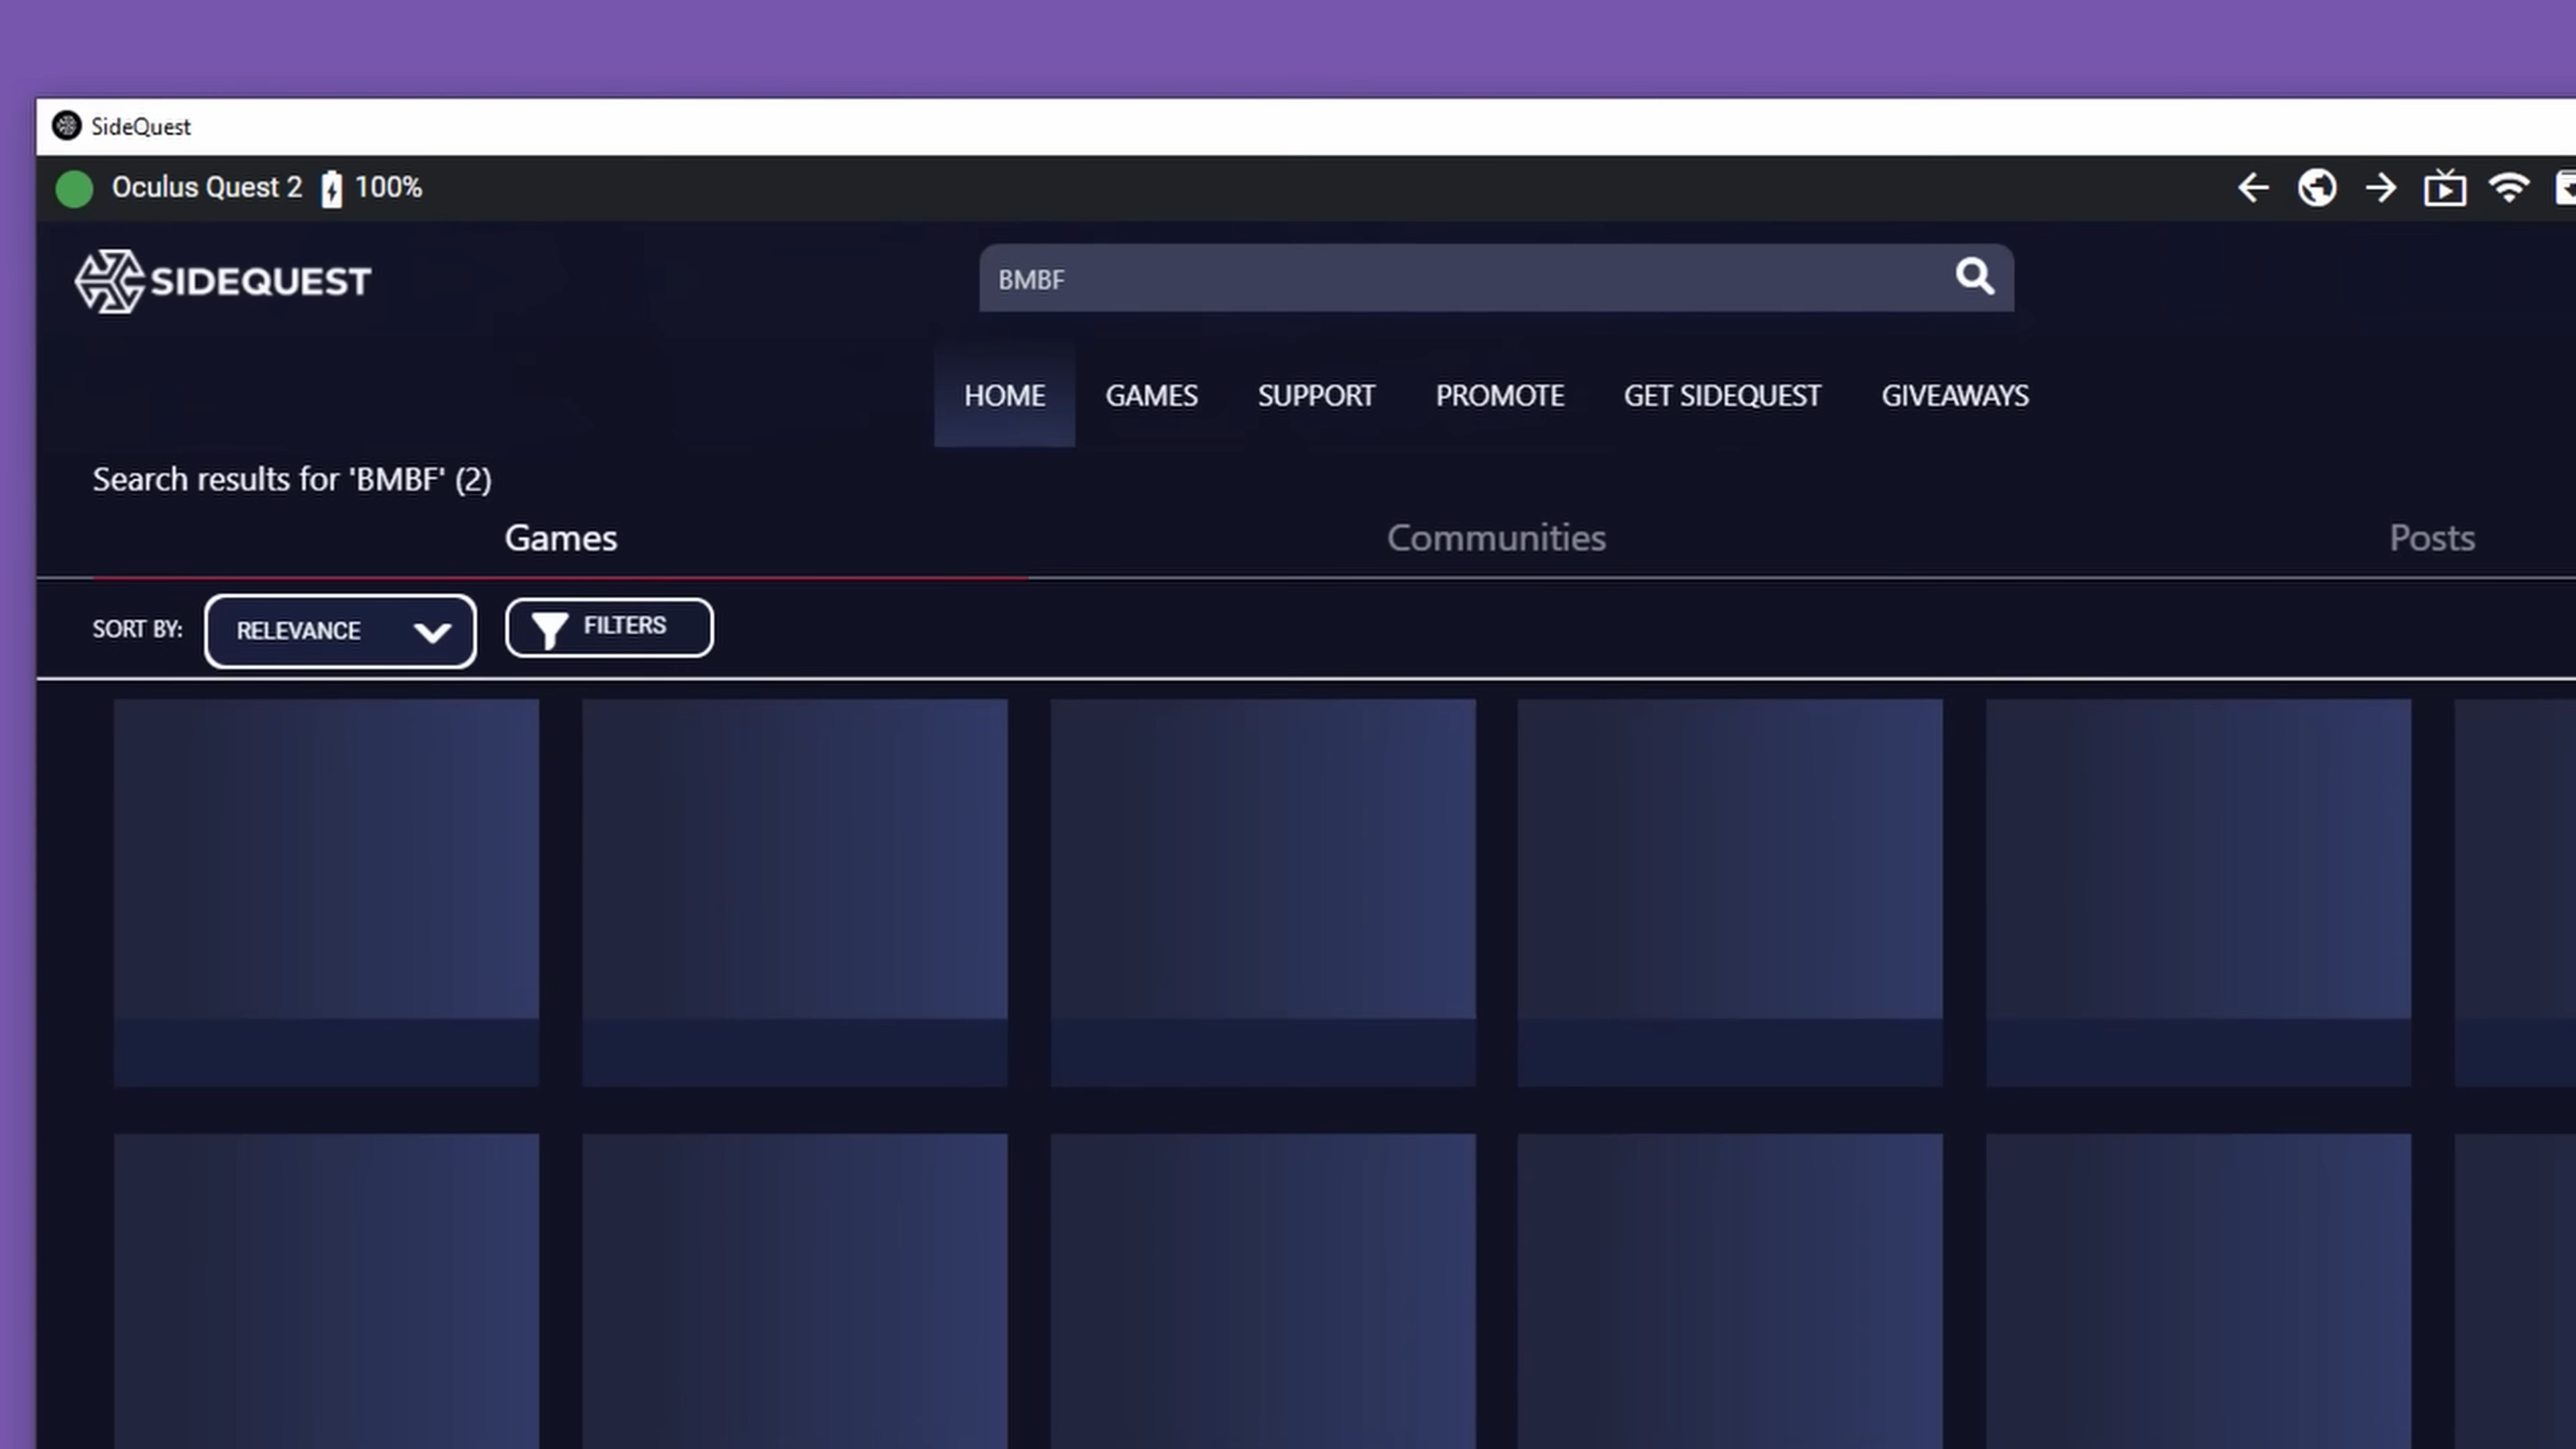 SideQuest
Oculus Quest 2 100%
SIDEQUEST
BMBF
HOME GAMES SUPPORT PROMOTE GET SIDEQUEST GIVEAWAYS
Search results for 'BMBF' (2)
Games Communities Posts
SORT BY: RELEVANCE FILTERS